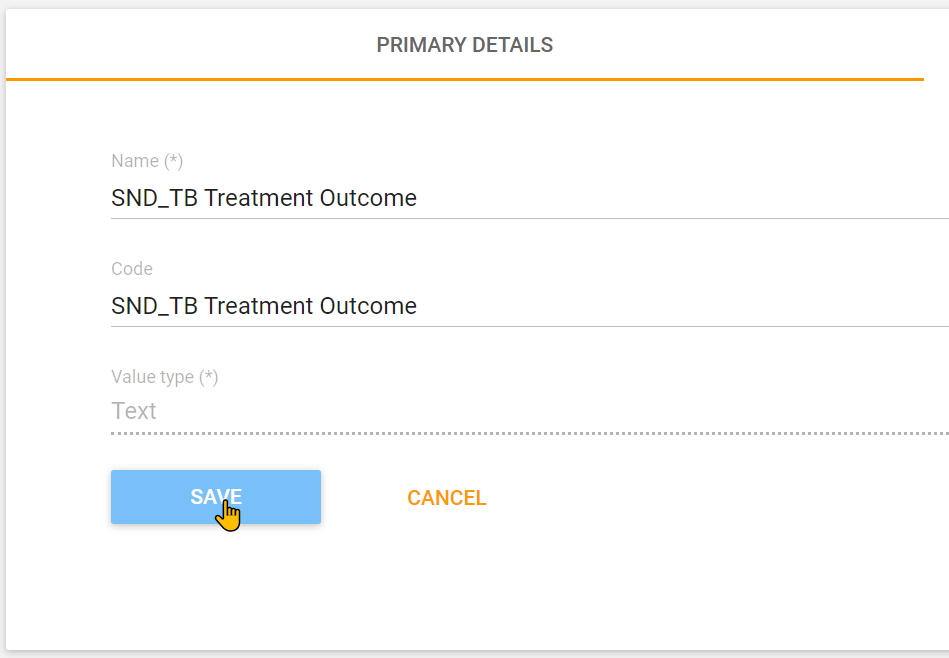 PRIMARY DETAILS
Name (*)
SND_TB Treatment Outcome
Code
SND_TB Treatment Outcome
Value type (*)
Text
SAVE CANCEL